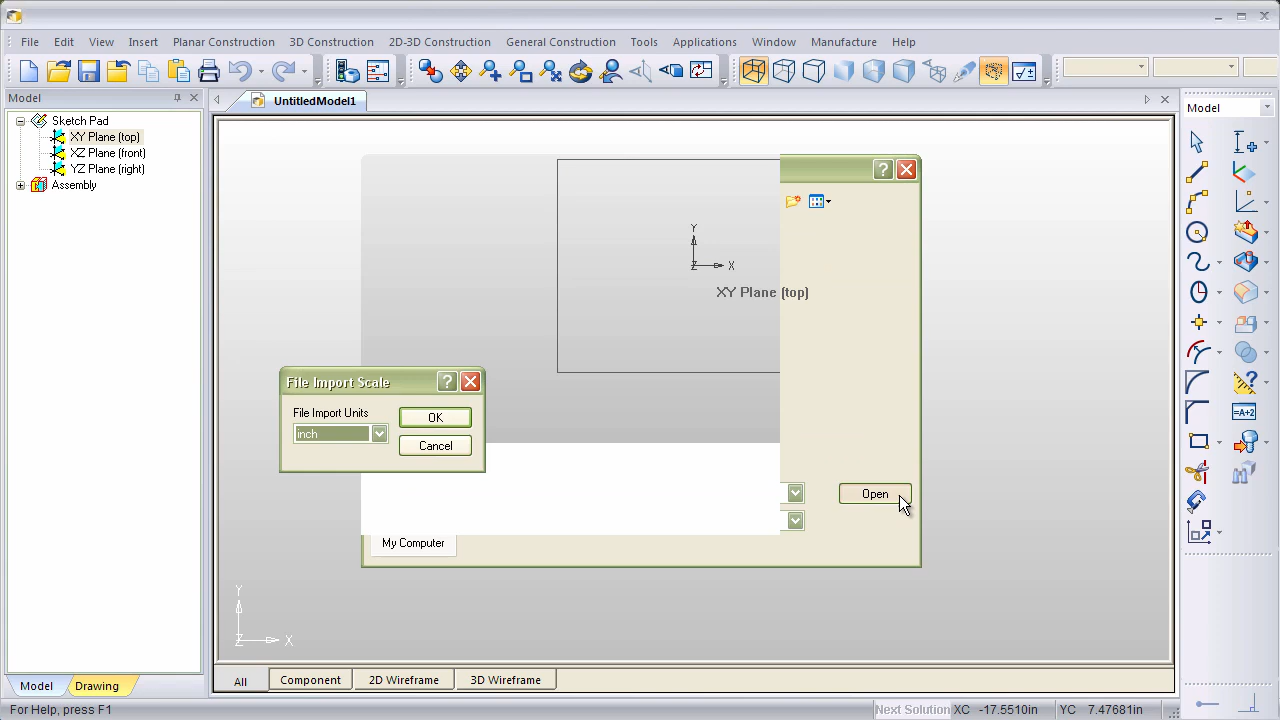 File Edit View Insert Planar Construction 3D Construction 2D-3D Construction General Construction Tools Applications Window Manufacture Help
Model
UntitledModel1
Model
Sketch Pad
XY Plane (top)
XZ Plane (front)
YZ Plane (right)
Assembly
Y
Z X
XY Plane (top)
File Import Scale
File Import Units
inch
OK
Cancel
Open
My Computer
=A+2
Y
Z X
All Component 2D Wireframe 3D Wireframe
Model Drawing
For Help, press F1
Next Solution XC -17.5510in YC 7.47681in